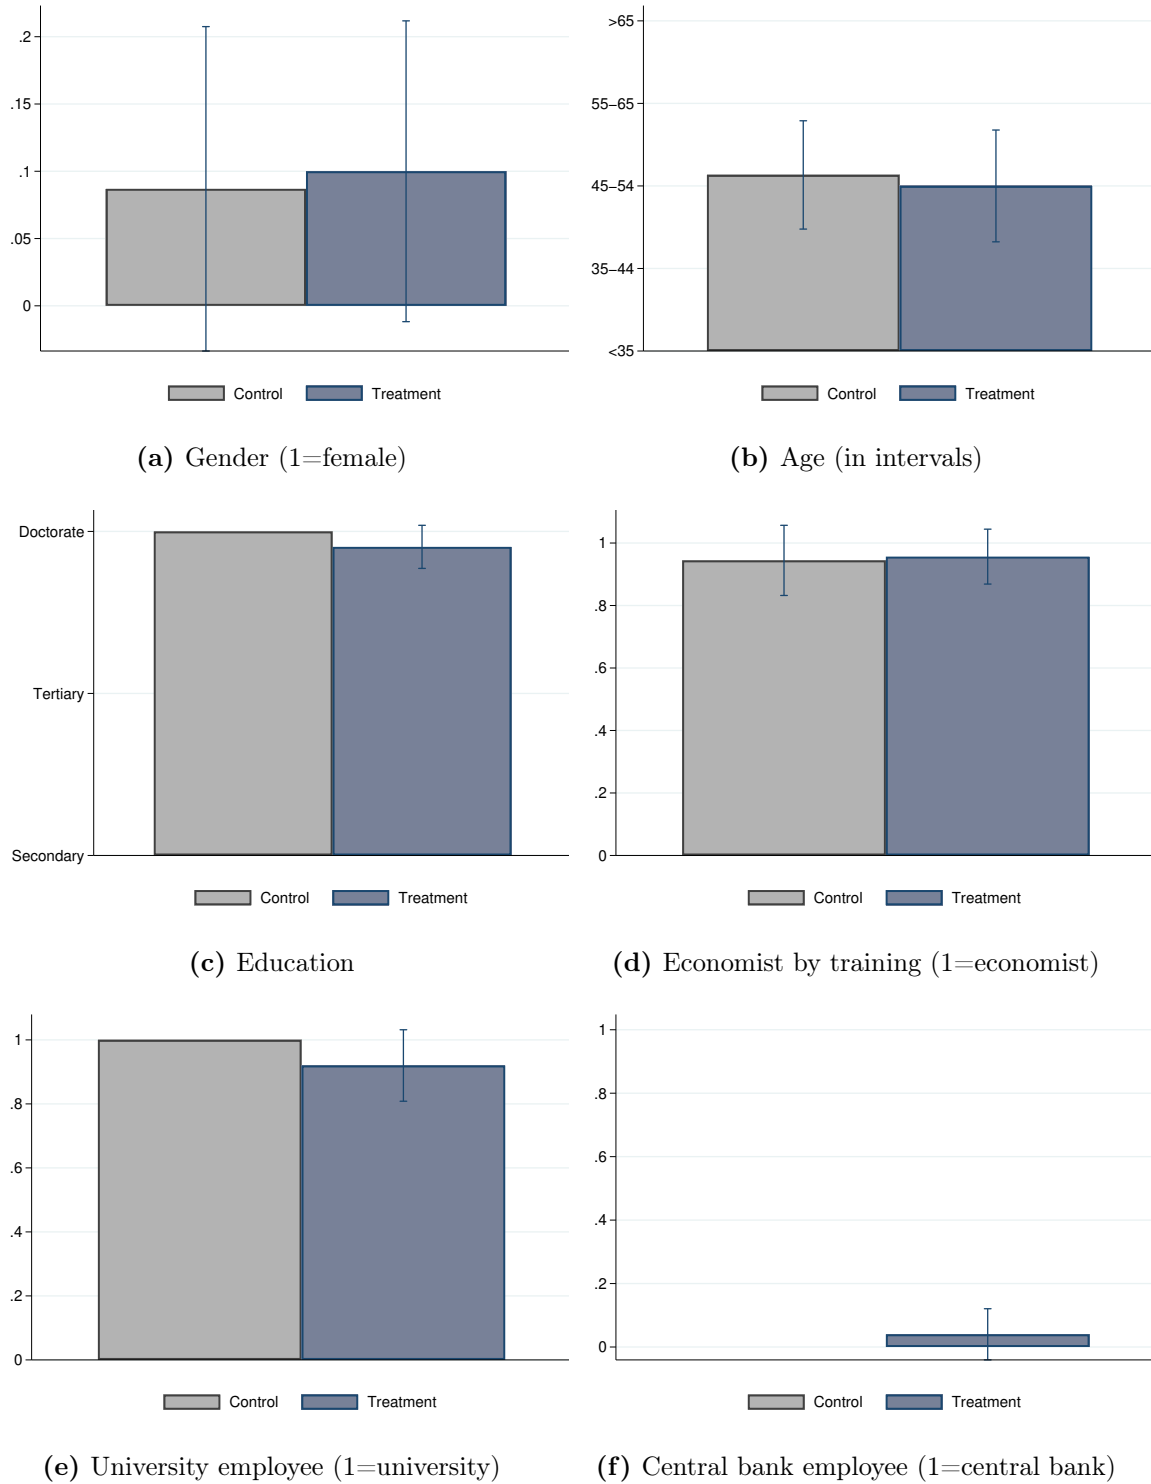 .2
.15
.1
.05
0
Control Treatment
(a) Gender (1=female)
>65
55–65
45–54
35–44
<35
Control Treatment
(b) Age (in intervals)
Doctorate
Tertiary
Secondary
Control Treatment
(c) Education
1
.8
.6
.4
.2
0
Control Treatment
(d) Economist by training (1=economist)
1
.8
.6
.4
.2
0
Control Treatment
(e) University employee (1=university)
1
.8
.6
.4
.2
0
Control Treatment
(f) Central bank employee (1=central bank)